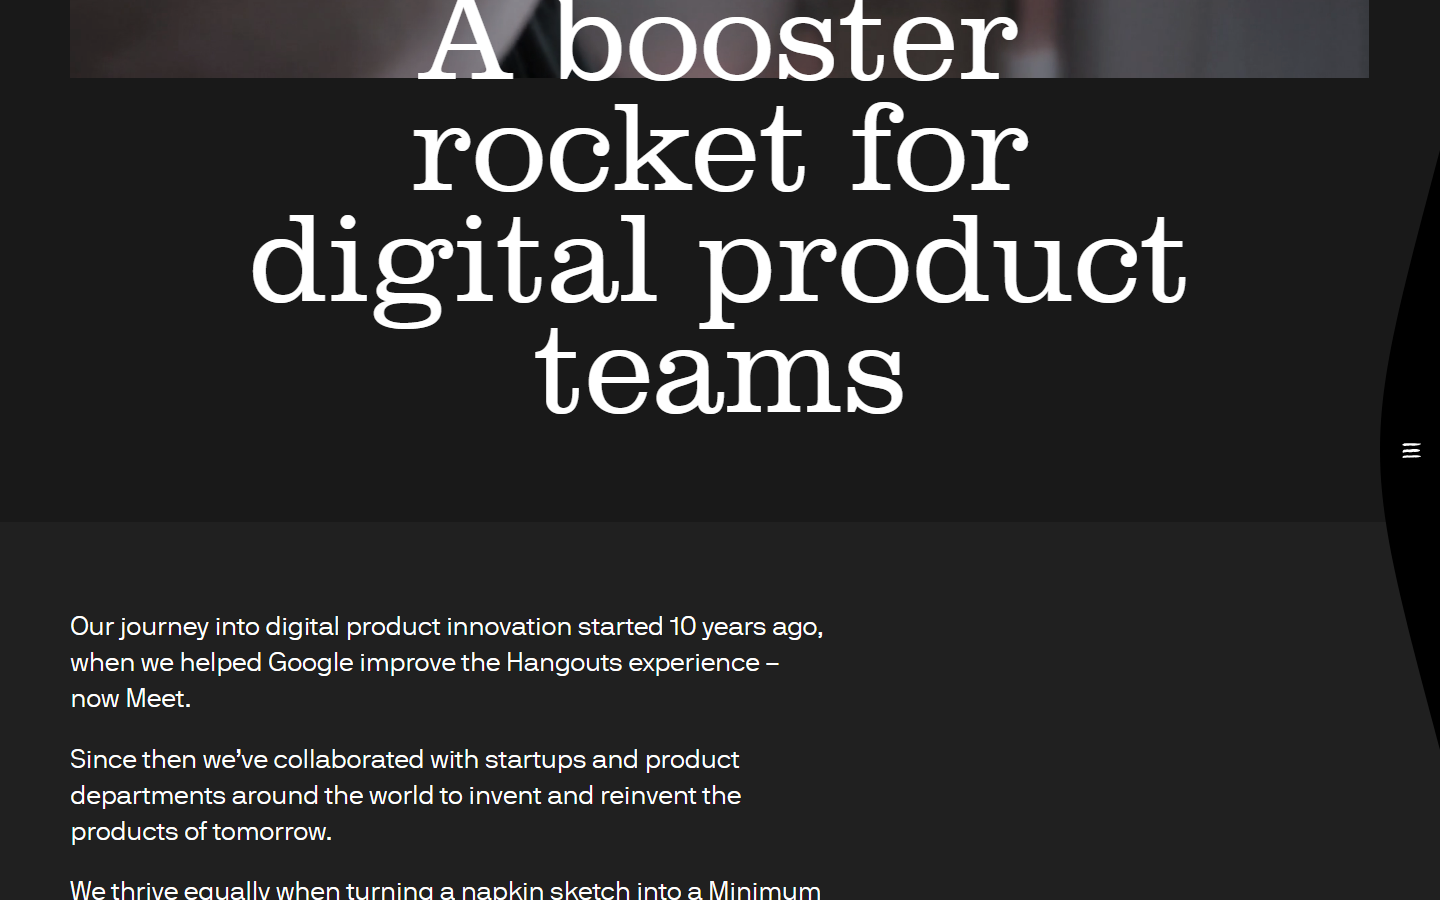 A booster
rocket for
digital product
teams
Our journey into digital product innovation started 10 years ago,
when we helped Google improve the Hangouts experience –
now Meet.
Since then we’ve collaborated with startups and product
departments around the world to invent and reinvent the
products of tomorrow.
We thrive equally when turning a napkin sketch into a Minimum